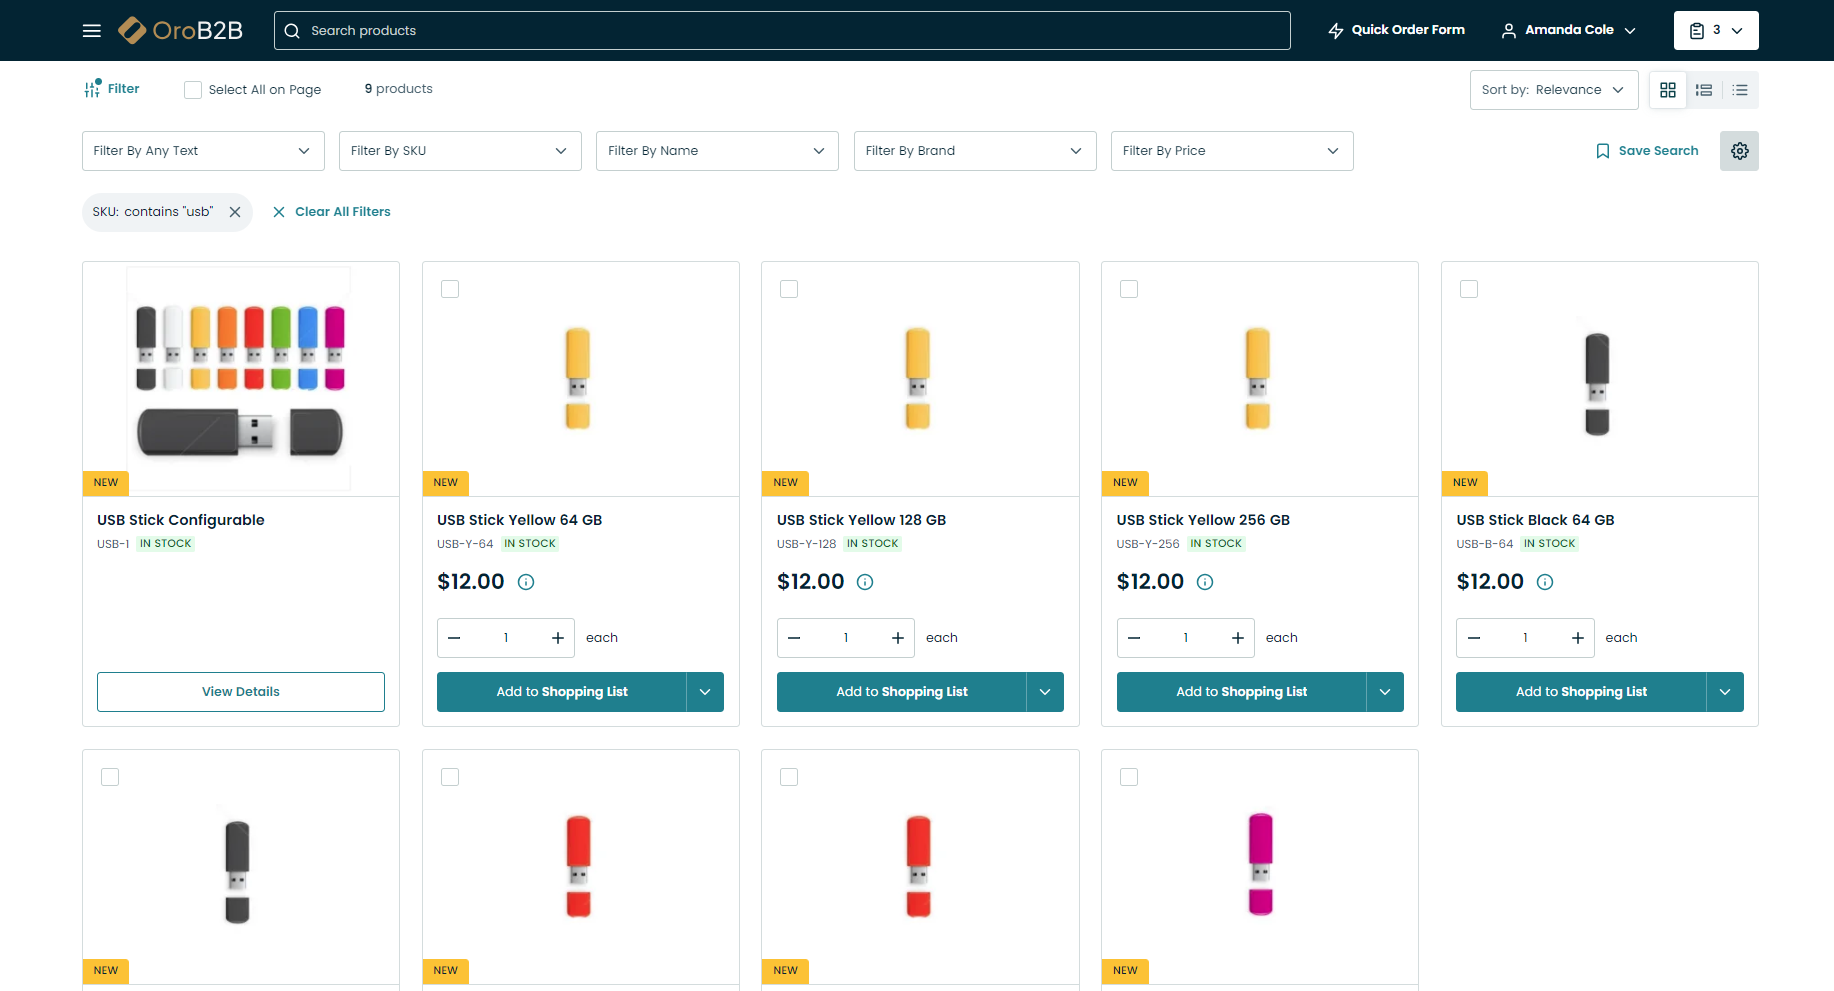 OroB2B
Search products
Quick Order Form
Amanda Cole
3
Filter
Select All on Page
9 products
Sort by: Relevance
Filter By Any Text
Filter By SKU
Filter By Name
Filter By Brand
Filter By Price
Save Search
SKU: contains "usb"
Clear All Filters
NEW
NEW
NEW
NEW
NEW
USB Stick Configurable
USB-1 IN STOCK
View Details
USB Stick Yellow 64 GB
USB-Y-64 IN STOCK
$12.00
1 each
Add to Shopping List
USB Stick Yellow 128 GB
USB-Y-128 IN STOCK
$12.00
1 each
Add to Shopping List
USB Stick Yellow 256 GB
USB-Y-256 IN STOCK
$12.00
1 each
Add to Shopping List
USB Stick Black 64 GB
USB-B-64 IN STOCK
$12.00
1 each
Add to Shopping List
NEW
NEW
NEW
NEW